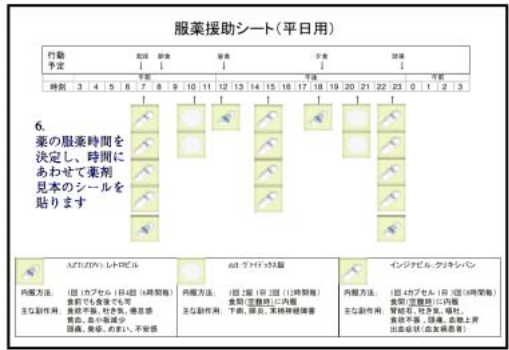 服薬援助シート(平日用)
行動 起床 朝食 昼食 夕食 就寝
予定 ↓ ↓ ↓ ↓ ↓
午前 午後 午前
時刻 3 4 5 6 7 8 9 10 11 12 13 14 15 16 17 18 19 20 21 22 23 0 1 2 3
6.
薬の服薬時間を
決定し、時間に
あわせて薬剤
見本のシールを
貼ります
AZT(ZDV):レトロビル
内服方法: 1回 1カプセル 1日4回 (6時間毎)
食前でも食後でも可
主な副作用: 食欲不振、吐き気、倦怠感
貧血、血小板減少
頭痛、発疹、めまい、不安感
ddI:ヴァイデックス錠
内服方法: 1回 2錠 1日 2回 (12時間毎)
食間(空腹時)に内服
主な副作用: 下痢、膵炎、末梢神経障害
インジナビル:クリキシバン
内服方法: 1回 4カプセル 1日 3回(8時間毎)
食間(空腹時)に内服
主な副作用: 腎結石、吐き気、嘔吐、
食欲不振、頭痛、血糖上昇
出血症状(血友病患者)